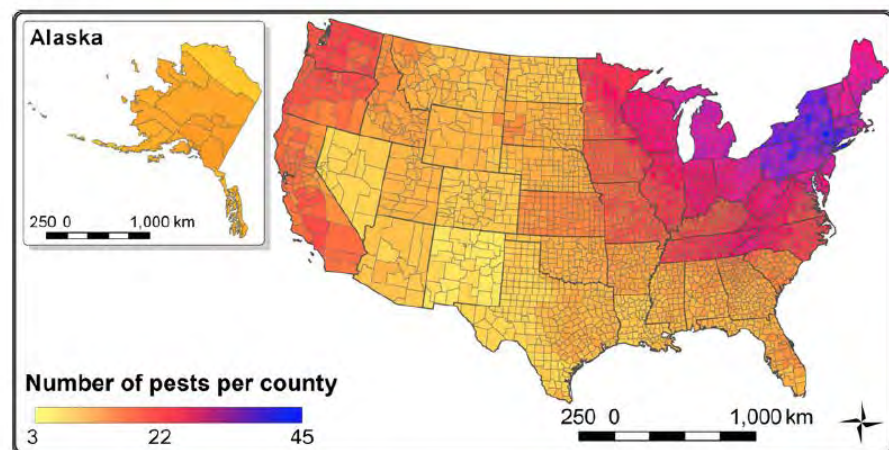 Alaska
250 0 1,000 km
Number of pests per county
3 22 45
250 0 1,000 km